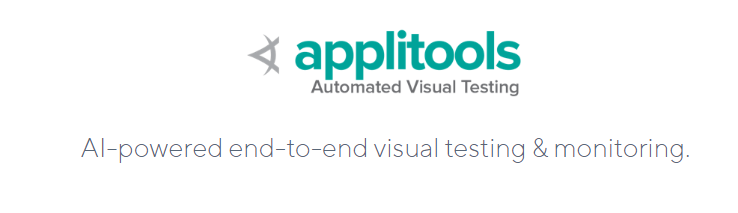 applitools
Automated Visual Testing
AI-powered end-to-end visual testing & monitoring.